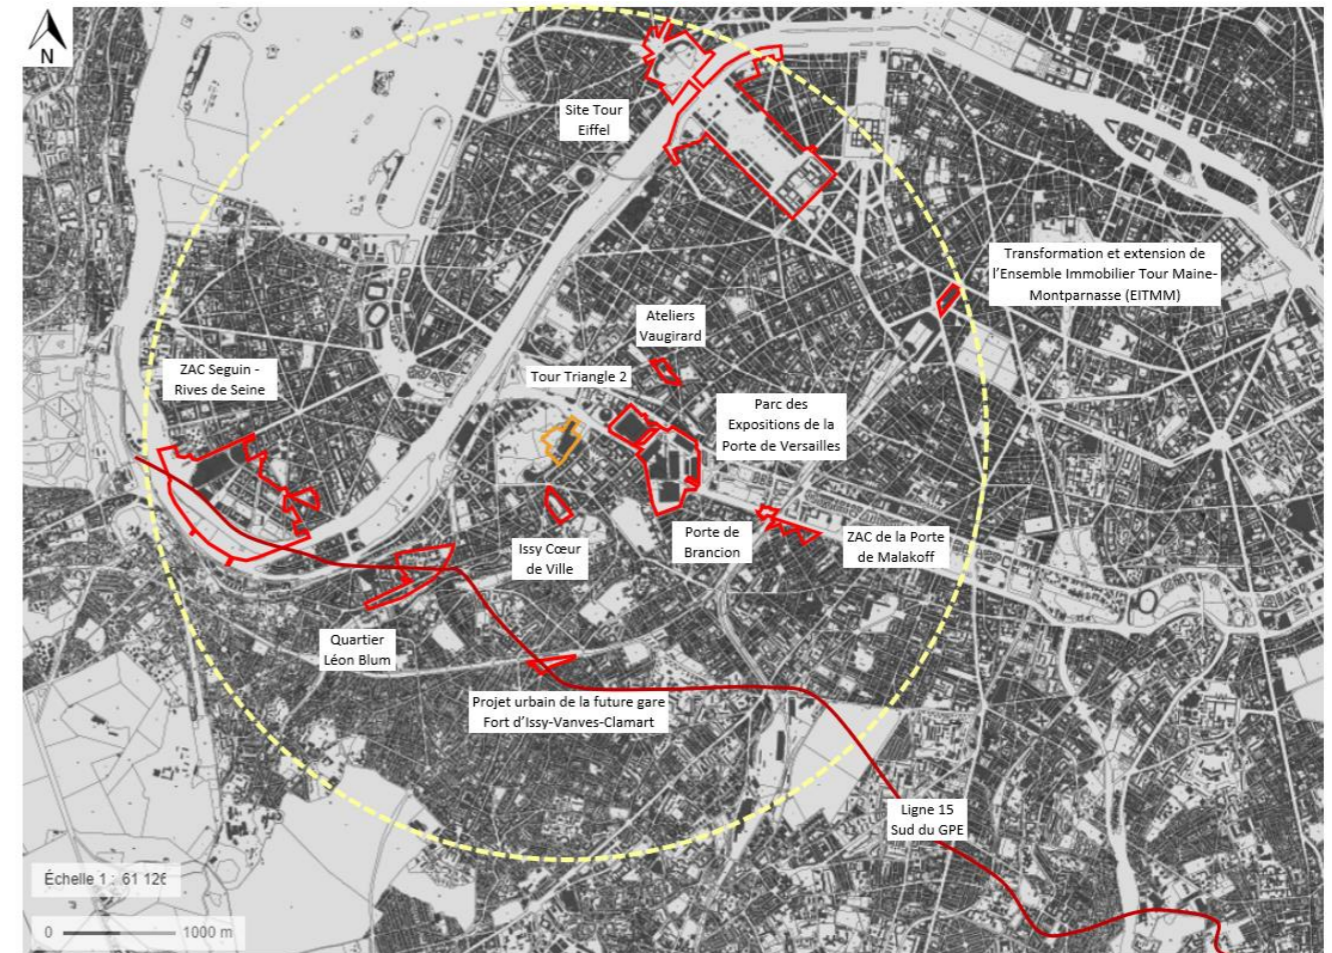 N
Site Tour
Eiffel
Transformation et extension de
l’Ensemble Immobilier Tour Maine-
Montparnasse (EITMM)
Ateliers
Vaugirard
ZAC Seguin -
Rives de Seine
Tour Triangle 2
Parc des
Expositions de la
Porte de Versailles
Issy Cœur
de Ville
Porte de
Brancion
ZAC de la Porte
de Malakoff
Quartier
Léon Blum
Projet urbain de la future gare
Fort d’Issy-Vanves-Clamart
Ligne 15
Sud du GPE
Échelle 1 : 61 126
0 1000 m